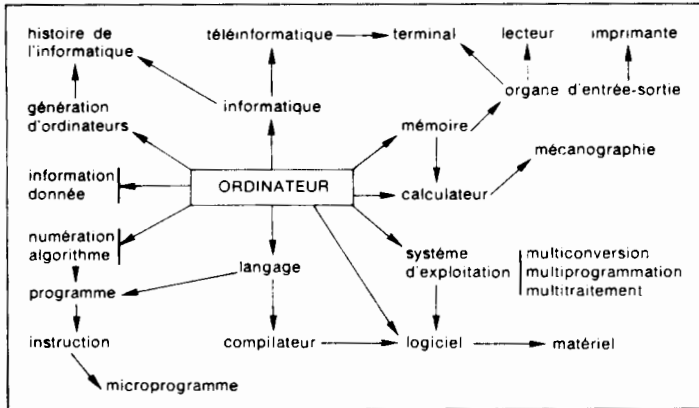 histoire de
l'informatique
téléinformatique
terminal
lecteur
imprimante
génération
d'ordinateurs
informatique
organe d'entrée-sortie
mémoire
mécanographie
information
donnée
ORDINATEUR
calculateur
numération
algorithme
système
d'exploitation
multiconversion
multiprogrammation
multitraitement
langage
programme
instruction
compilateur
logiciel
matériel
microprogramme